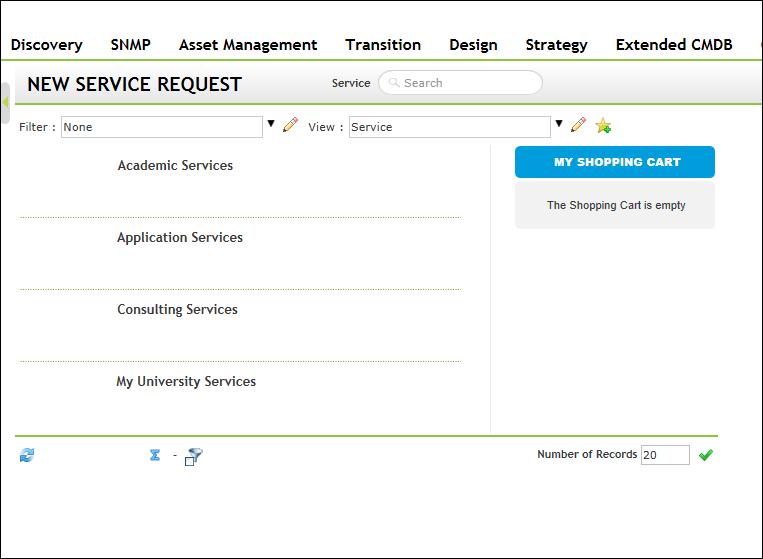 Discovery SNMP Asset Management Transition Design Strategy Extended CMDB
NEW SERVICE REQUEST Service Search
Filter : None View : Service
Academic Services
MY SHOPPING CART
The Shopping Cart is empty
Application Services
Consulting Services
My University Services
- Number of Records 20